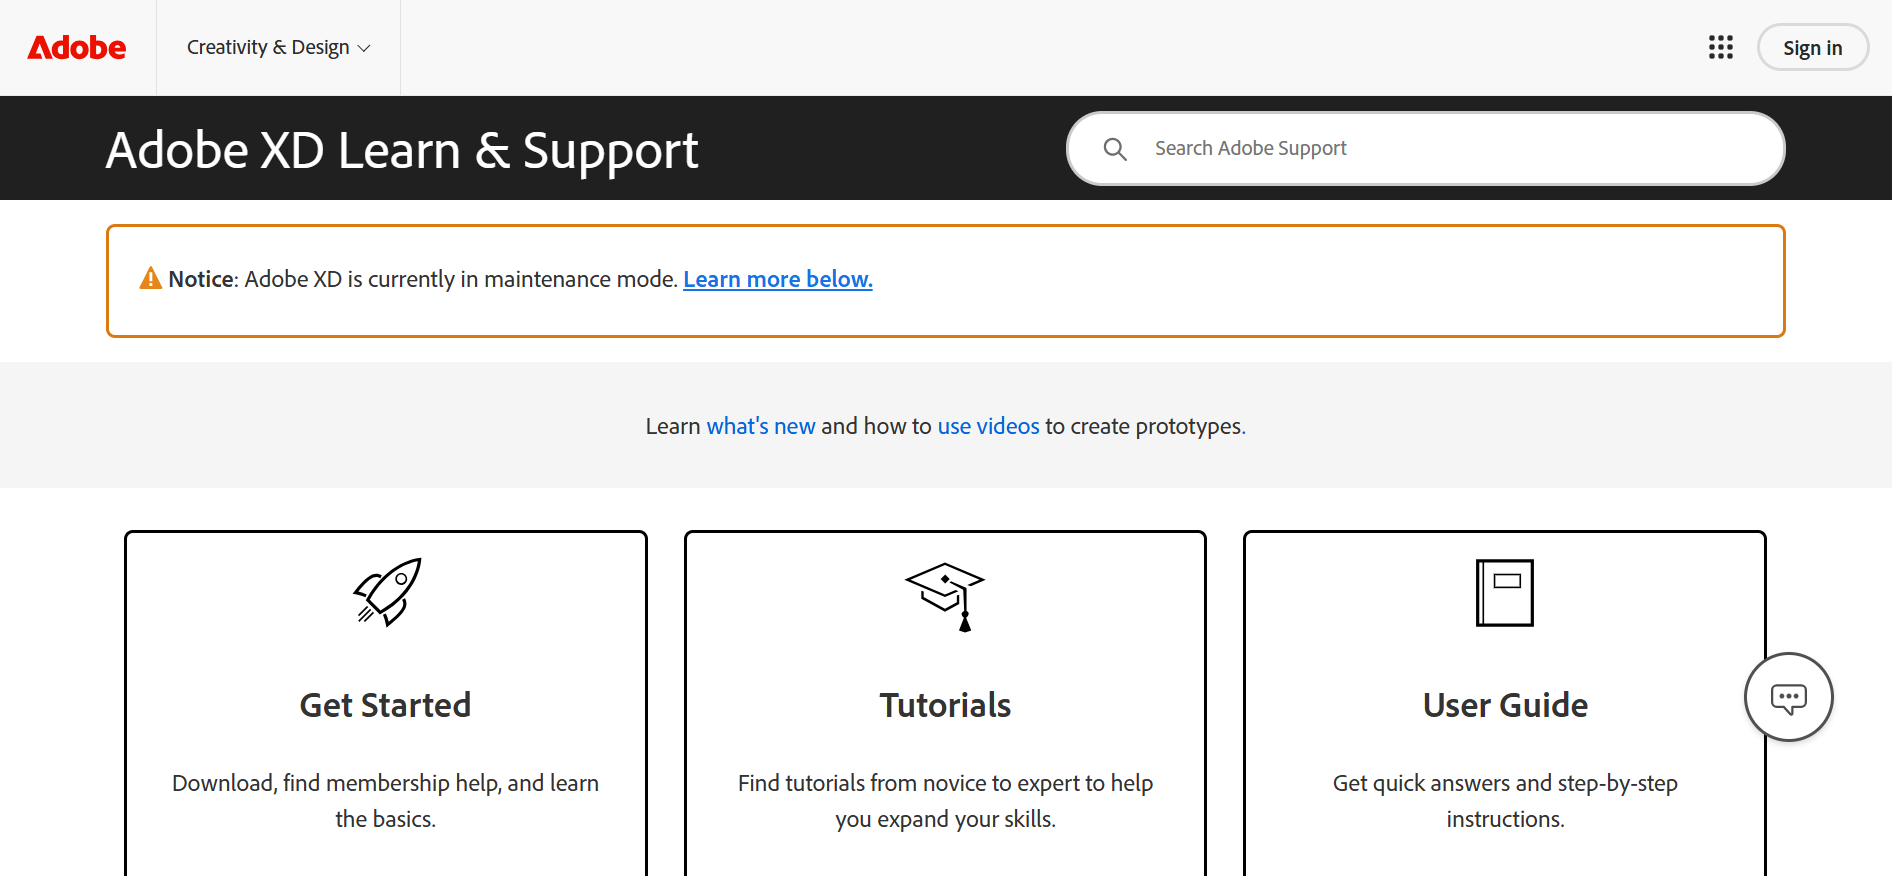 Adobe
Creativity & Design
Sign in
Adobe XD Learn & Support
Search Adobe Support
Notice: Adobe XD is currently in maintenance mode. Learn more below.
Learn what's new and how to use videos to create prototypes.
Get Started
Download, find membership help, and learn
the basics.
Tutorials
Find tutorials from novice to expert to help
you expand your skills.
User Guide
Get quick answers and step-by-step
instructions.